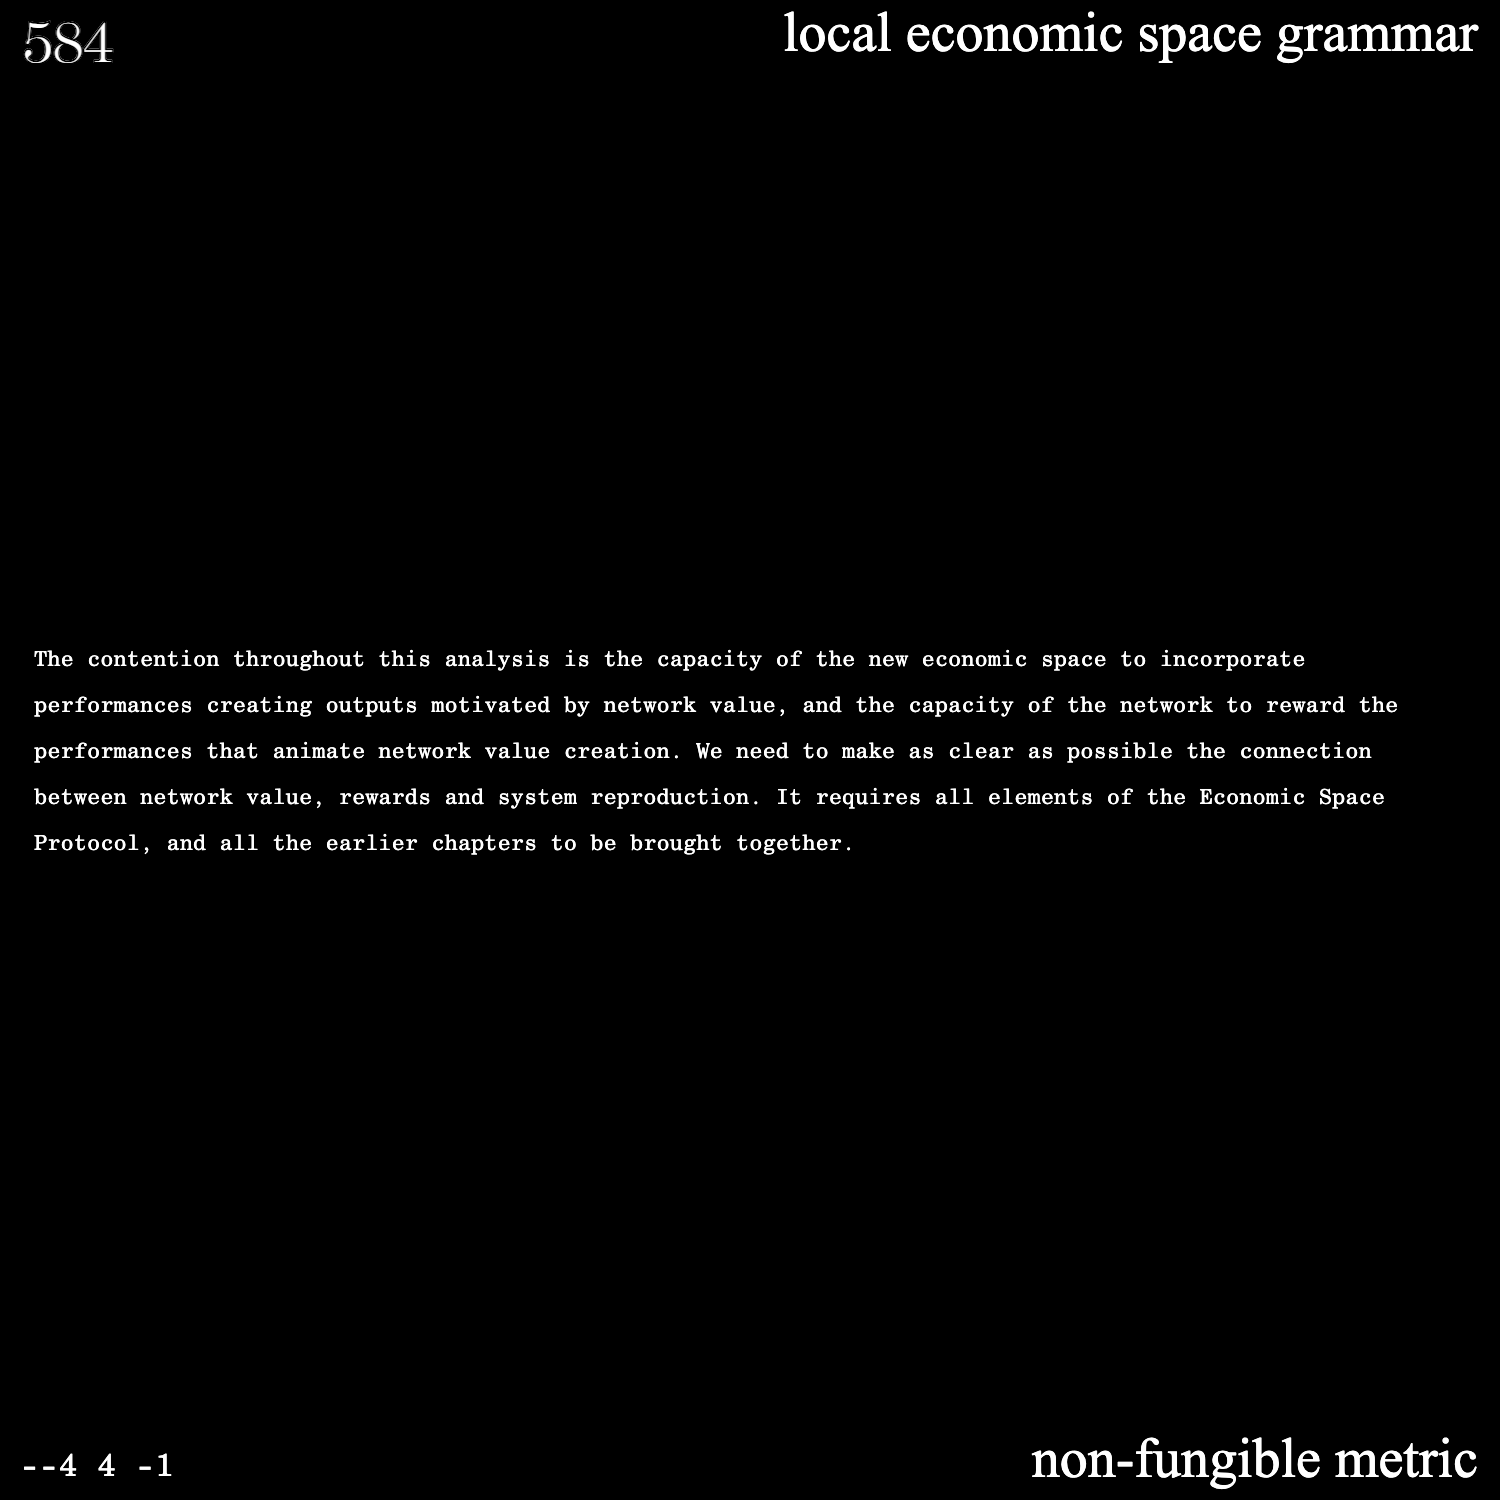 584
local economic space grammar
The contention throughout this analysis is the capacity of the new economic space to incorporate
performances creating outputs motivated by network value, and the capacity of the network to reward the
performances that animate network value creation. We need to make as clear as possible the connection
between network value, rewards and system reproduction. It requires all elements of the Economic Space
Protocol, and all the earlier chapters to be brought together.
--4 4 -1
non-fungible metric